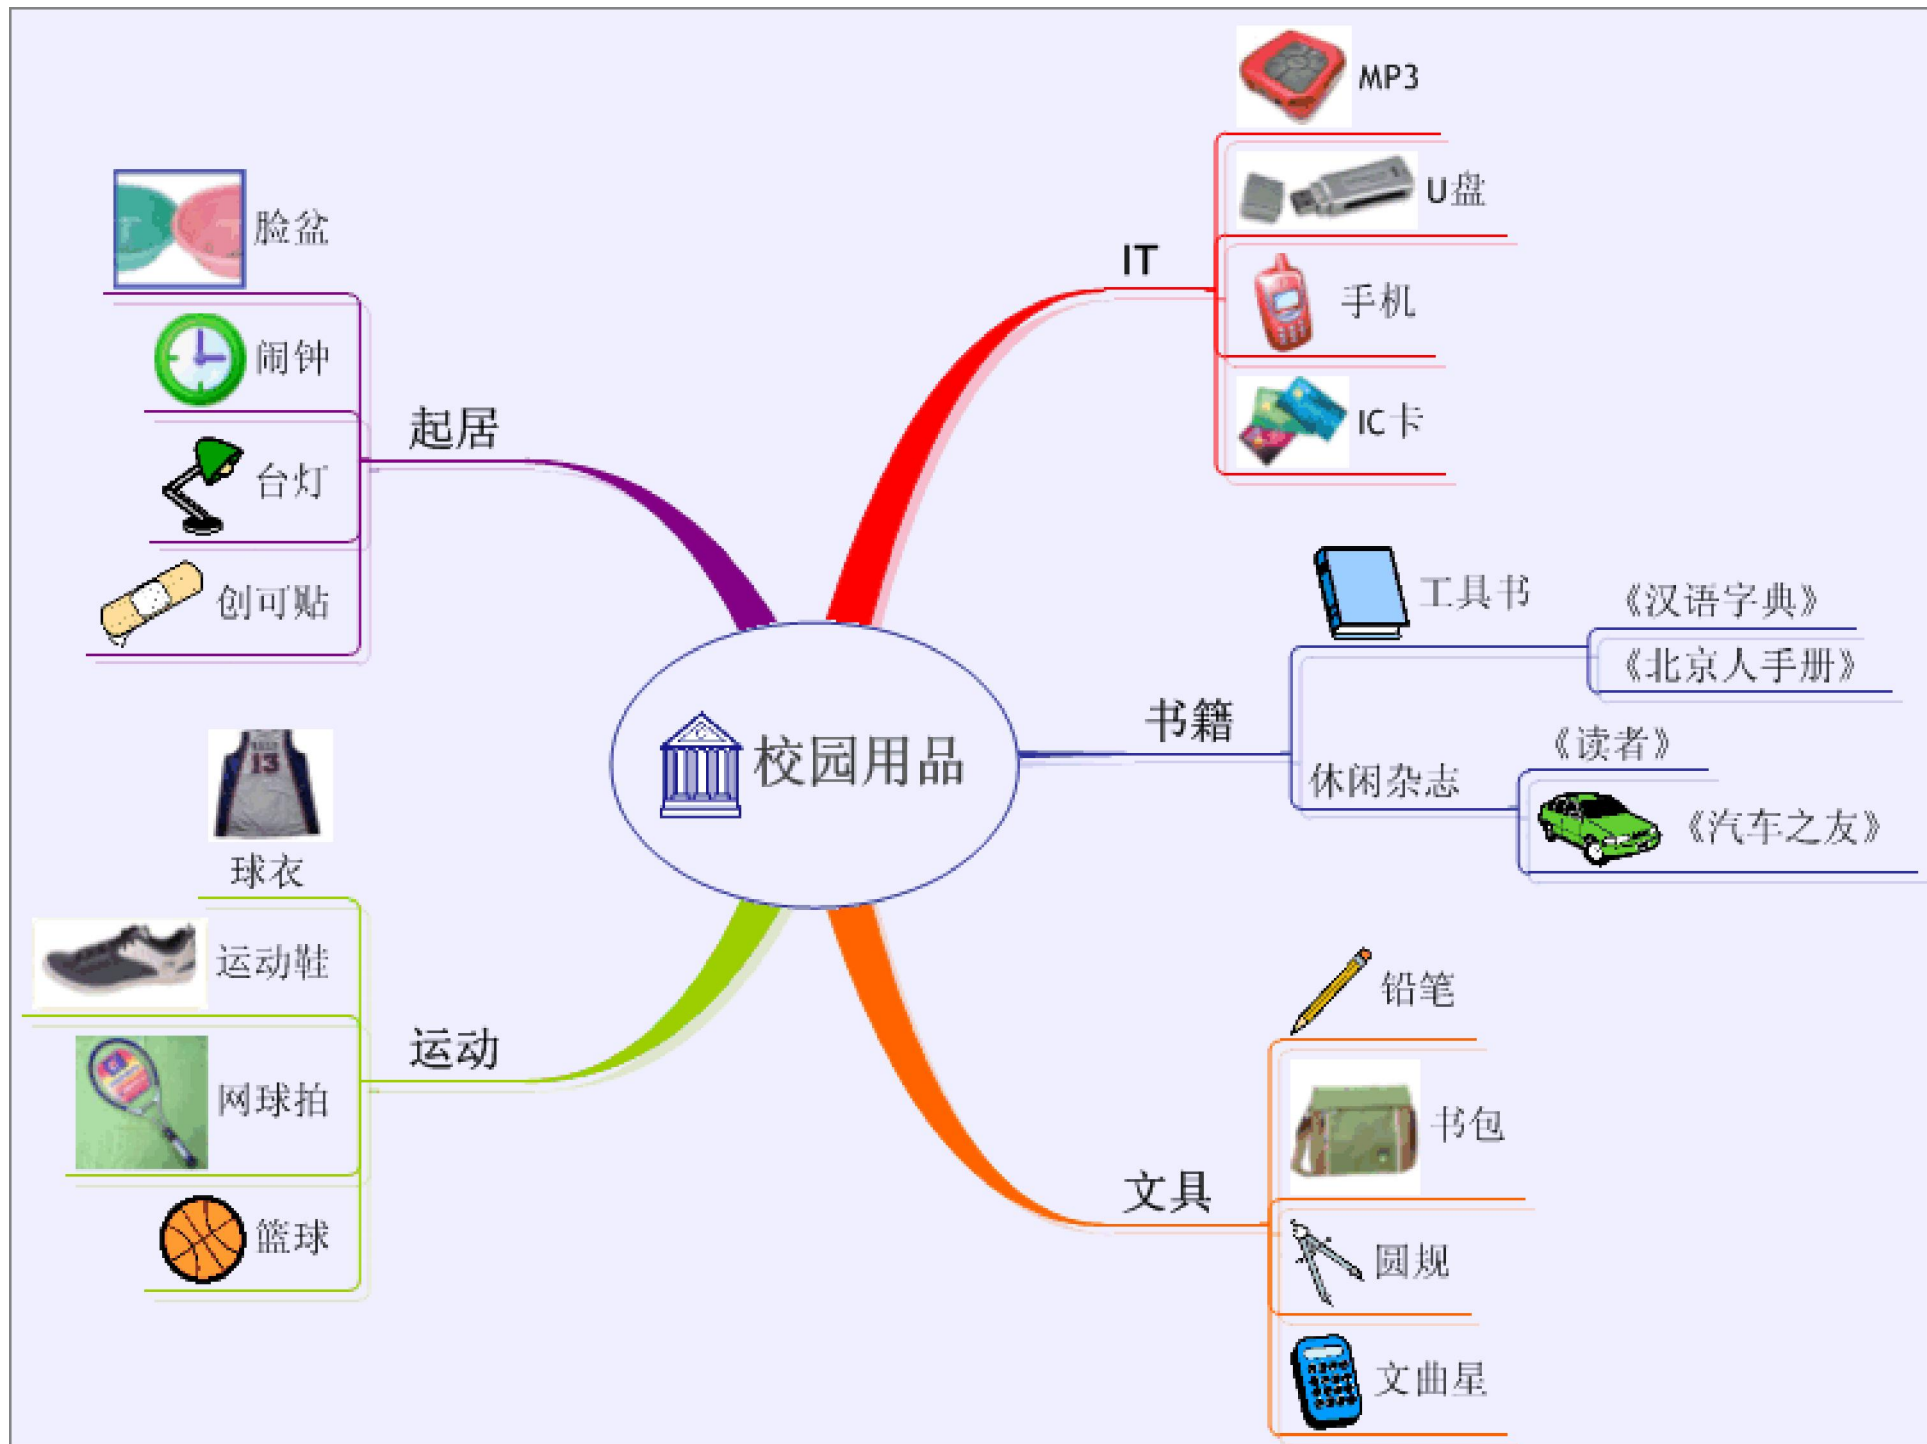 校园用品
IT
MP3
U盘
手机
IC卡
书籍
工具书
《汉语字典》
《北京人手册》
休闲杂志
《读者》
《汽车之友》
文具
铅笔
书包
圆规
文曲星
运动
球衣
13
运动鞋
网球拍
篮球
起居
脸盆
闹钟
台灯
创可贴